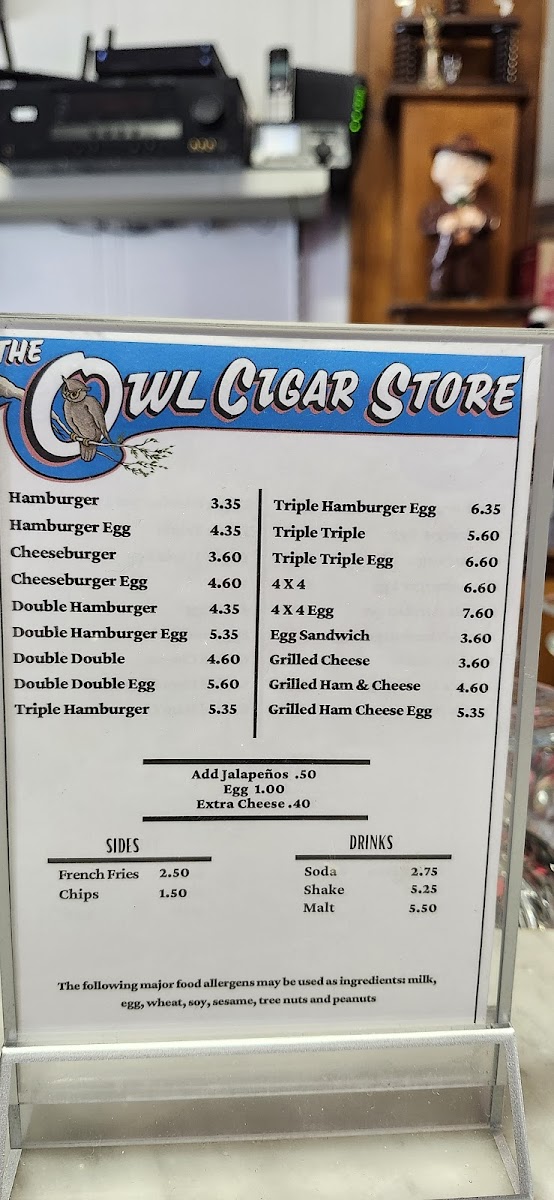 THE
OWL CIGAR STORE
Hamburger 3.35
Hamburger Egg 4.35
Cheeseburger 3.60
Cheeseburger Egg 4.60
Double Hamburger 4.35
Double Hamburger Egg 5.35
Double Double 4.60
Double Double Egg 5.60
Triple Hamburger 5.35
Triple Hamburger Egg 6.35
Triple Triple 5.60
Triple Triple Egg 6.60
4 X 4 6.60
4 X 4 Egg 7.60
Egg Sandwich 3.60
Grilled Cheese 3.60
Grilled Ham & Cheese 4.60
Grilled Ham Cheese Egg 5.35
Add Jalapeños .50
Egg 1.00
Extra Cheese .40
SIDES
French Fries 2.50
Chips 1.50
DRINKS
Soda 2.75
Shake 5.25
Malt 5.50
The following major food allergens may be used as ingredients: milk,
egg, wheat, soy, sesame, tree nuts and peanuts